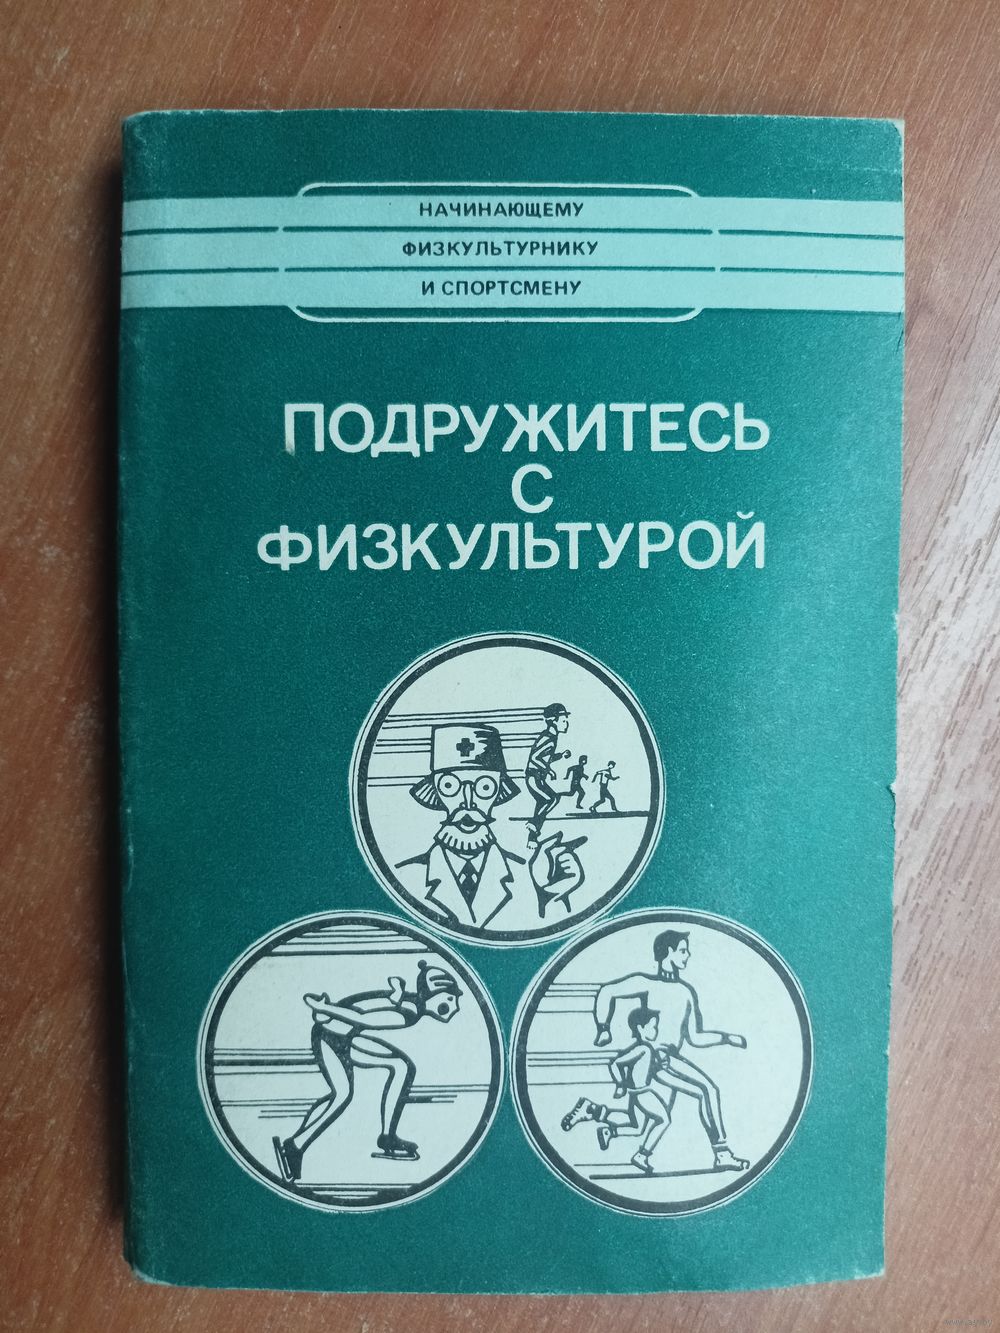 НАЧИНАЮЩЕМУ
ФИЗКУЛЬТУРНИКУ
И СПОРТСМЕНУ
ПОДРУЖИТЕСЬ
С
ФИЗКУЛЬТУРОЙ